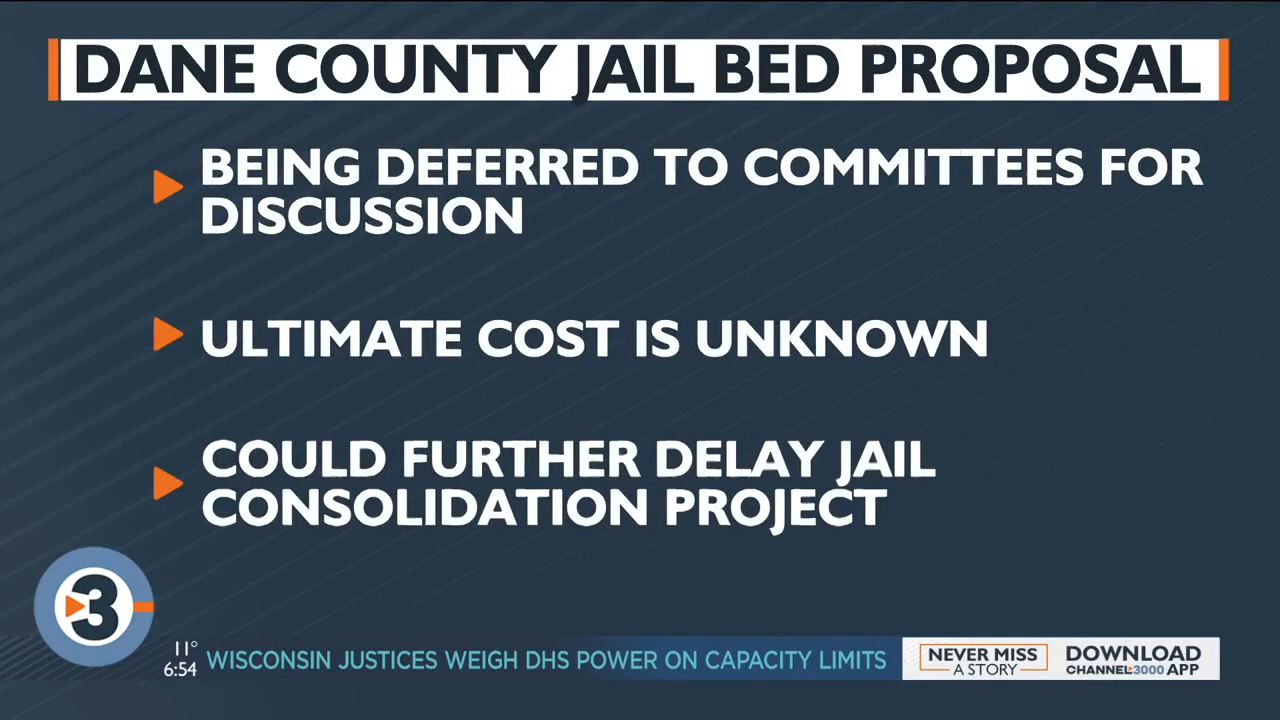 DANE COUNTY JAIL BED PROPOSAL
BEING DEFERRED TO COMMITTEES FOR
DISCUSSION
ULTIMATE COST IS UNKNOWN
COULD FURTHER DELAY JAIL
CONSOLIDATION PROJECT
3
11°
6:54
WISCONSIN JUSTICES WEIGH DHS POWER ON CAPACITY LIMITS
NEVER MISS
A STORY
DOWNLOAD
CHANNEL3000 APP